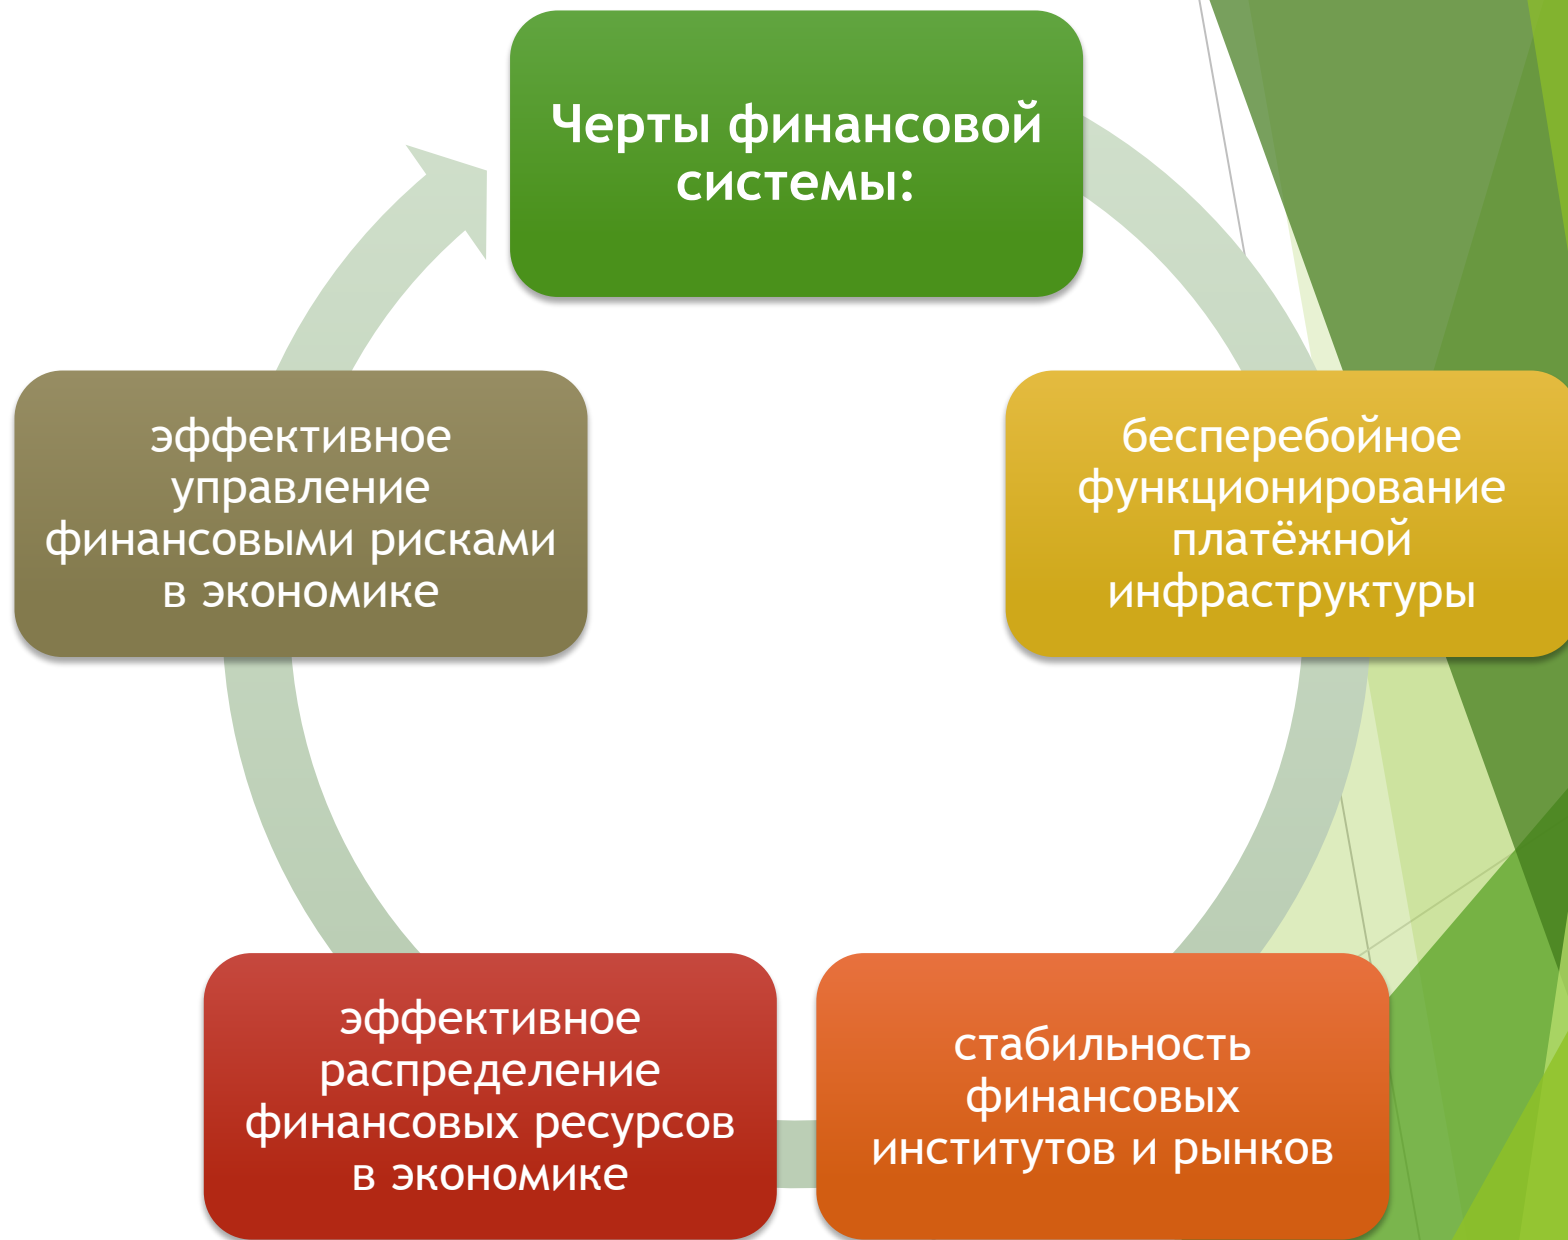 Черты финансовой
системы:
бесперебойное
функционирование
платёжной
инфраструктуры
стабильность
финансовых
институтов и рынков
эффективное
распределение
финансовых ресурсов
в экономике
эффективное
управление
финансовыми рисками
в экономике